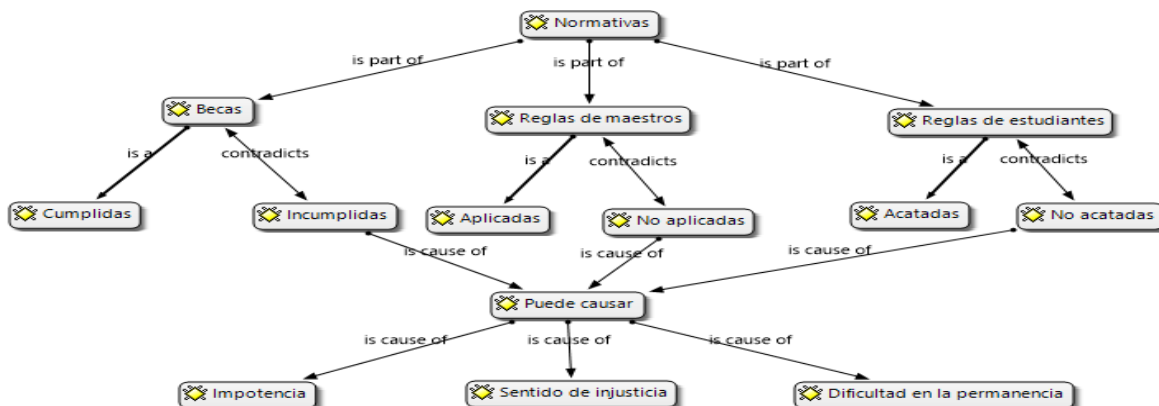 Normativas
is part of
is part of
is part of
Becas
Reglas de maestros
Reglas de estudiantes
is a
contradicts
is a
contradicts
is a
contradicts
Cumplidas
Incumplidas
Aplicadas
No aplicadas
Acatadas
No acatadas
is cause of
is cause of
is cause of
Puede causar
is cause of
is cause of
is cause of
Impotencia
Sentido de injusticia
Dificultad en la permanencia